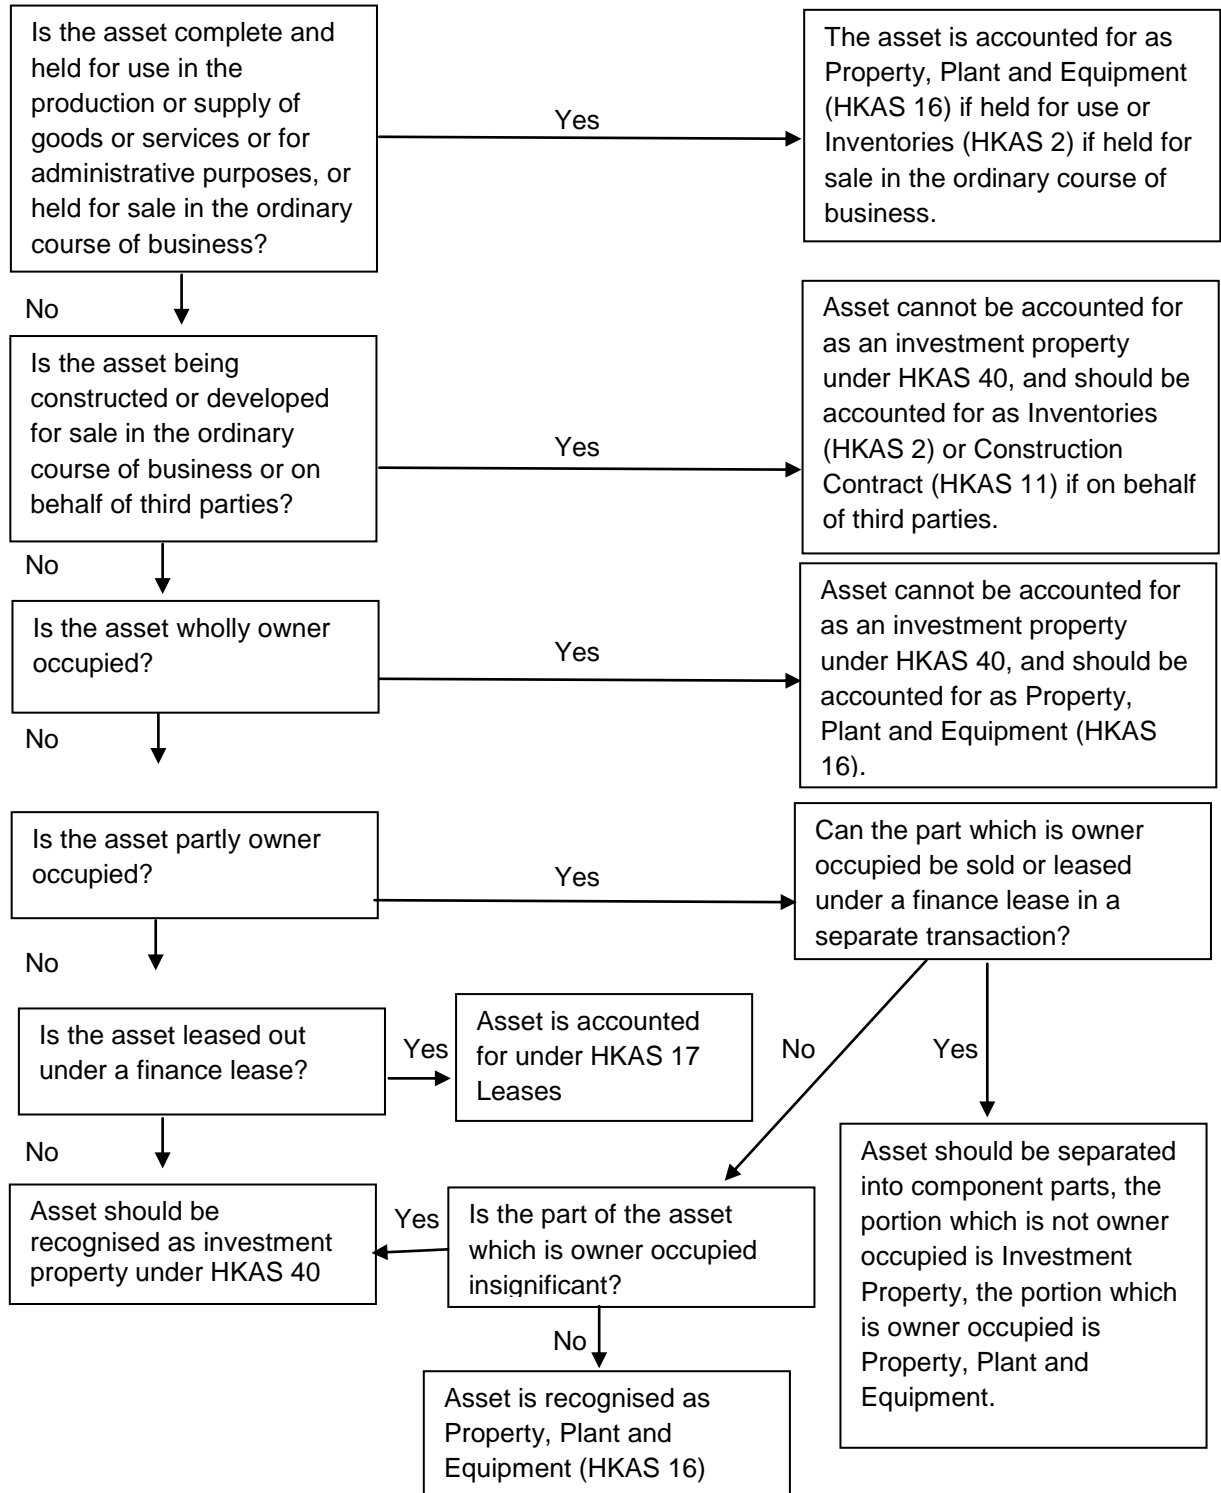 Is the asset complete and
held for use in the
production or supply of
goods or services or for
administrative purposes, or
held for sale in the ordinary
course of business?
Yes
The asset is accounted for as
Property, Plant and Equipment
(HKAS 16) if held for use or
Inventories (HKAS 2) if held for
sale in the ordinary course of
business.
No
Is the asset being
constructed or developed
for sale in the ordinary
course of business or on
behalf of third parties?
Yes
Asset cannot be accounted for
as an investment property
under HKAS 40, and should be
accounted for as Inventories
(HKAS 2) or Construction
Contract (HKAS 11) if on behalf
of third parties.
No
Is the asset wholly owner
occupied?
Yes
Asset cannot be accounted for
as an investment property
under HKAS 40, and should be
accounted for as Property,
Plant and Equipment (HKAS
16).
No
Is the asset partly owner
occupied?
Yes
Can the part which is owner
occupied be sold or leased
under a finance lease in a
separate transaction?
No
Is the asset leased out
under a finance lease?
Yes
Asset is accounted
for under HKAS 17
Leases
No
Yes
No
Asset should be
recognised as investment
property under HKAS 40
Yes
Is the part of the asset
which is owner occupied
insignificant?
Asset should be separated
into component parts, the
portion which is not owner
occupied is Investment
Property, the portion which
is owner occupied is
Property, Plant and
Equipment.
No
Asset is recognised as
Property, Plant and
Equipment (HKAS 16)